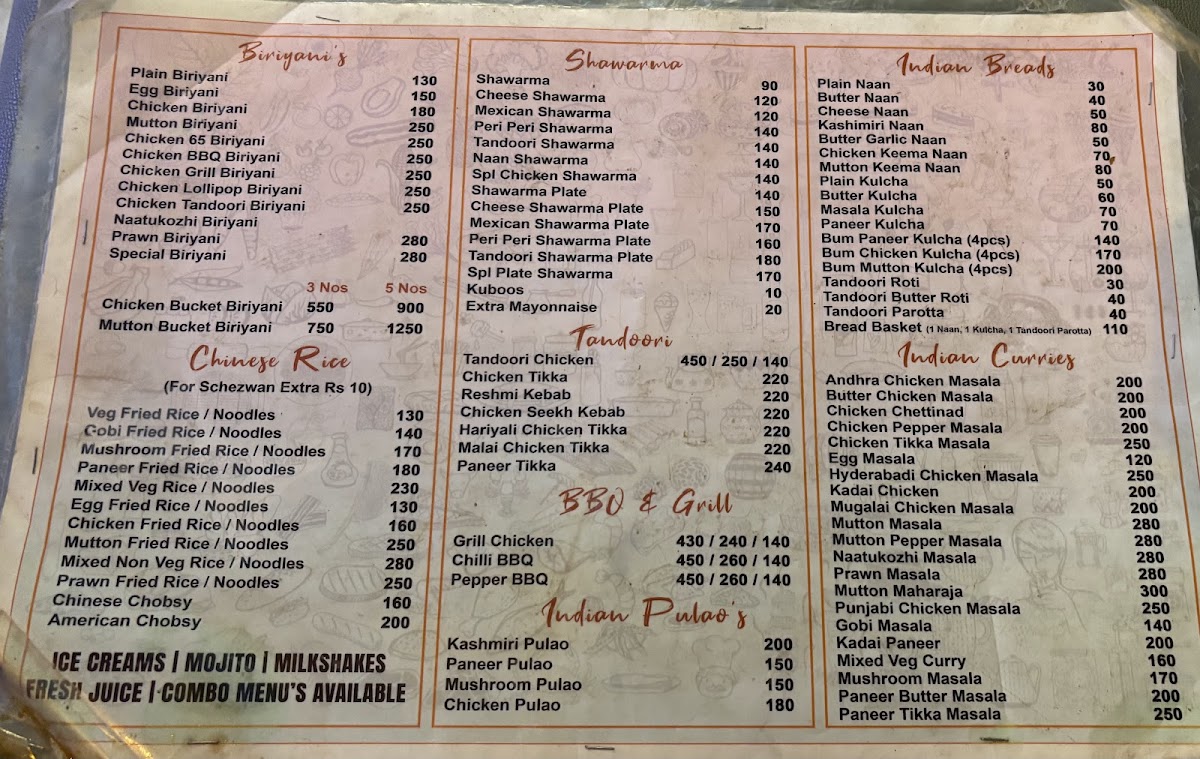 Biriyani's
Plain Biriyani 130
Egg Biriyani 150
Chicken Biriyani 180
Mutton Biriyani 250
Chicken 65 Biriyani 250
Chicken BBQ Biriyani 250
Chicken Grill Biriyani 250
Chicken Lollipop Biriyani 250
Chicken Tandoori Biriyani 250
Naatukozhi Biriyani
Prawn Biriyani 280
Special Biriyani 280
3 Nos 5 Nos
Chicken Bucket Biriyani 550 900
Mutton Bucket Biriyani 750 1250
Chinese Rice
(For Schezwan Extra Rs 10)
Veg Fried Rice / Noodles 130
Gobi Fried Rice / Noodles 140
Mushroom Fried Rice / Noodles 170
Paneer Fried Rice / Noodles 180
Mixed Veg Rice / Noodles 230
Egg Fried Rice / Noodles 130
Chicken Fried Rice / Noodles 160
Mutton Fried Rice / Noodles 250
Mixed Non Veg Rice / Noodles 280
Prawn Fried Rice / Noodles 250
Chinese Chobsy 160
American Chobsy 200
ICE CREAMS | MOJITO | MILKSHAKES
FRESH JUICE | COMBO MENU'S AVAILABLE
Shawarma
Shawarma 90
Cheese Shawarma 120
Mexican Shawarma 120
Peri Peri Shawarma 140
Tandoori Shawarma 140
Naan Shawarma 140
Spl Chicken Shawarma 140
Shawarma Plate 140
Cheese Shawarma Plate 150
Mexican Shawarma Plate 170
Peri Peri Shawarma Plate 160
Tandoori Shawarma Plate 180
Spl Plate Shawarma 170
Kuboos 10
Extra Mayonnaise 20
Tandoori
Tandoori Chicken 450 / 250 / 140
Chicken Tikka 220
Reshmi Kebab 220
Chicken Seekh Kebab 220
Hariyali Chicken Tikka 220
Malai Chicken Tikka 220
Paneer Tikka 240
BBQ & Grill
Grill Chicken 430 / 240 / 140
Chilli BBQ 450 / 260 / 140
Pepper BBQ 450 / 260 / 140
Indian Pulao's
Kashmiri Pulao 200
Paneer Pulao 150
Mushroom Pulao 150
Chicken Pulao 180
Indian Breads
Plain Naan 30
Butter Naan 40
Cheese Naan 50
Kashimiri Naan 80
Butter Garlic Naan 50
Chicken Keema Naan 70
Mutton Keema Naan 80
Plain Kulcha 50
Butter Kulcha 60
Masala Kulcha 70
Paneer Kulcha 70
Bum Paneer Kulcha (4pcs) 140
Bum Chicken Kulcha (4pcs) 170
Bum Mutton Kulcha (4pcs) 200
Tandoori Roti 30
Tandoori Butter Roti 40
Tandoori Parotta 40
Bread Basket (1 Naan, 1 Kulcha, 1 Tandoori Parotta) 110
Indian Curries
Andhra Chicken Masala 200
Butter Chicken Masala 200
Chicken Chettinad 200
Chicken Pepper Masala 200
Chicken Tikka Masala 250
Egg Masala 120
Hyderabadi Chicken Masala 250
Kadai Chicken 200
Mugalai Chicken Masala 200
Mutton Masala 280
Mutton Pepper Masala 280
Naatukozhi Masala 280
Prawn Masala 280
Mutton Maharaja 300
Punjabi Chicken Masala 250
Gobi Masala 140
Kadai Paneer 200
Mixed Veg Curry 160
Mushroom Masala 170
Paneer Butter Masala 200
Paneer Tikka Masala 250